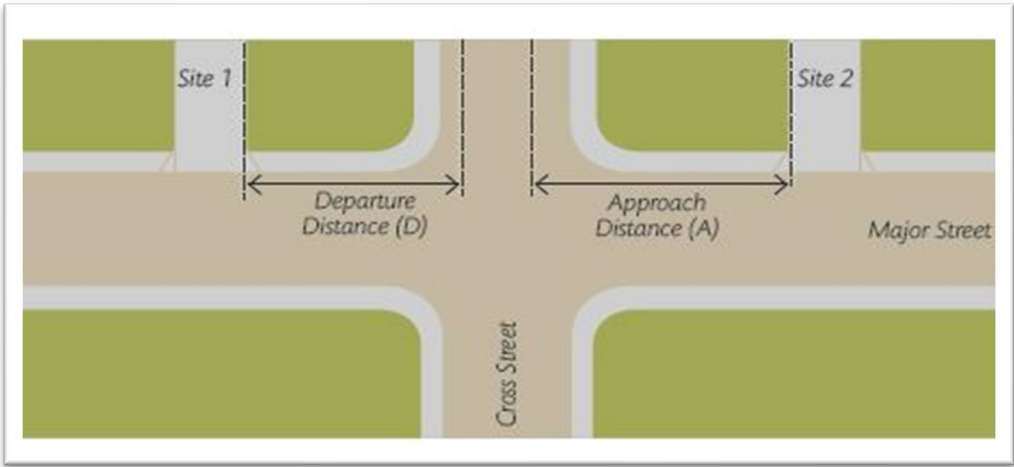 Site 1
Site 2
Departure
Distance (D)
Approach
Distance (A)
Major Street
Cross Street